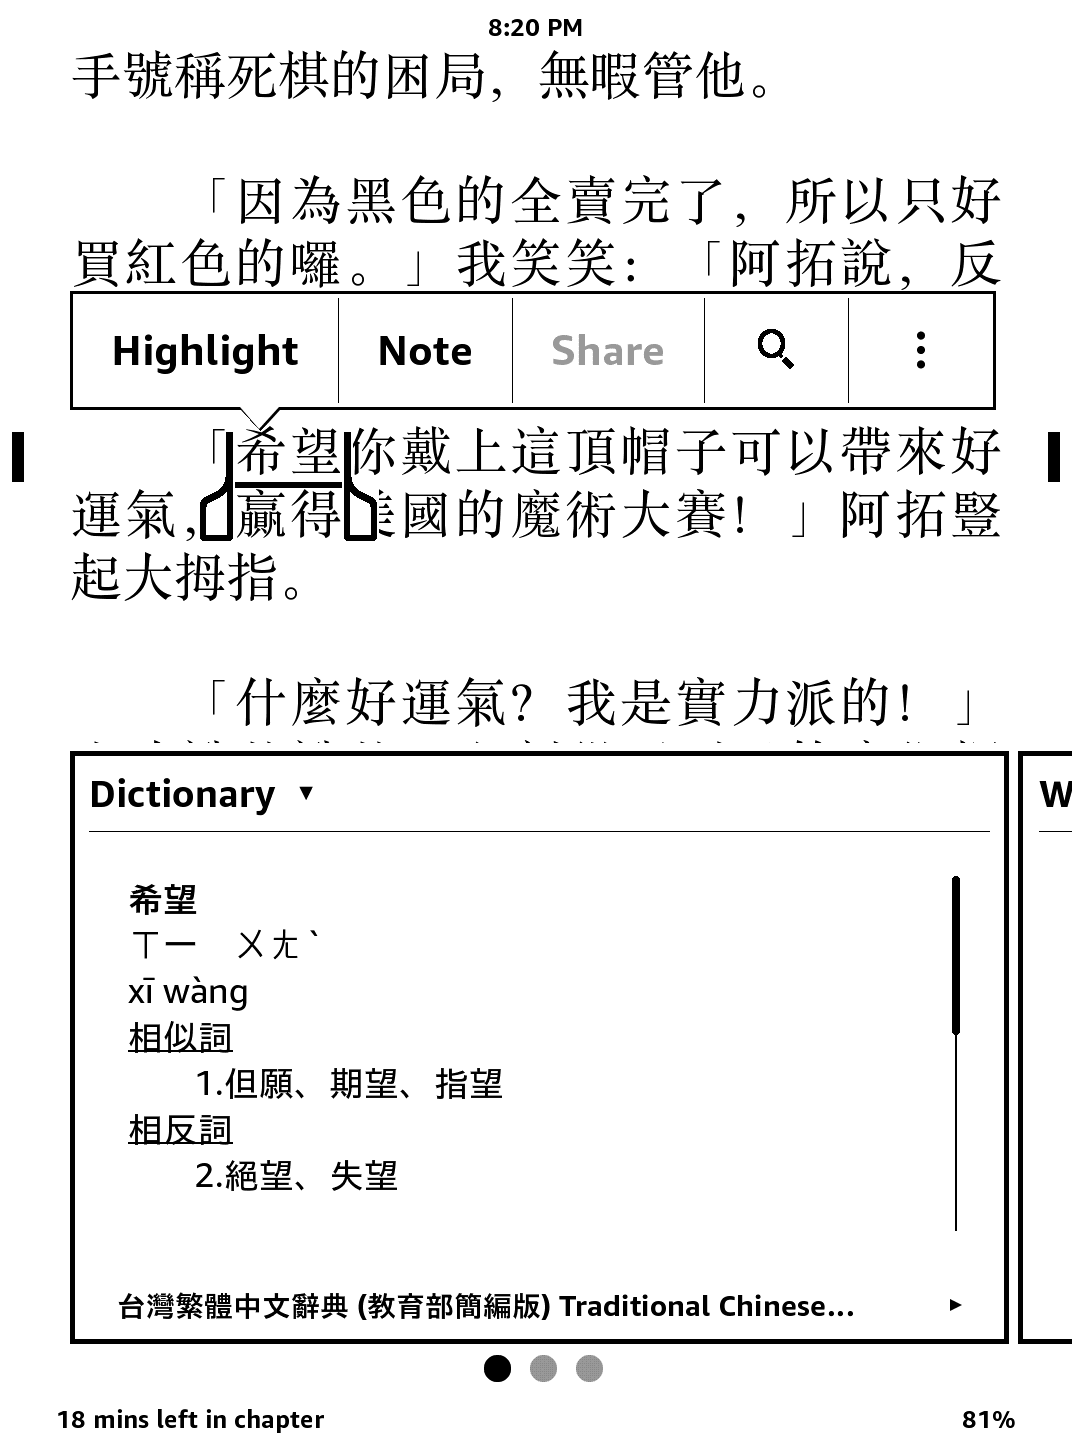 8:20 PM
手號稱死棋的困局，無暇管他。
「因為黑色的全賣完了，所以只好
買紅色的囉。」我笑笑：「阿拓說，反
Highlight Note Share
「希望你戴上這頂帽子可以帶來好
運氣，贏得美國的魔術大賽！」阿拓豎
起大拇指。
「什麼好運氣？我是實力派的！」
Dictionary ▼
W
希望
ㄒㄧ ㄨㄤˋ
xī wàng
相似詞
1.但願、期望、指望
相反詞
2.絕望、失望
台灣繁體中文辭典 (教育部簡編版) Traditional Chinese...
18 mins left in chapter
81%